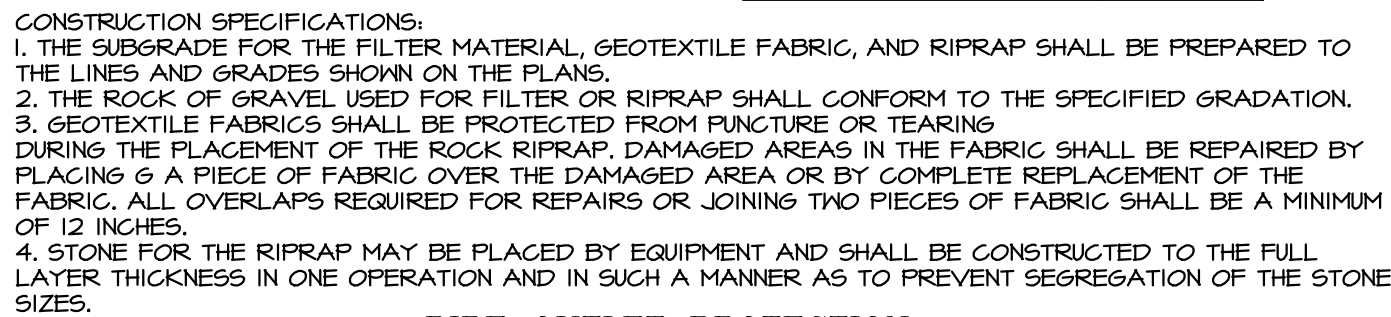 CONSTRUCTION SPECIFICATIONS:
1. THE SUBGRADE FOR THE FILTER MATERIAL, GEOTEXTILE FABRIC, AND RIPRAP SHALL BE PREPARED TO
THE LINES AND GRADES SHOWN ON THE PLANS.
2. THE ROCK OF GRAVEL USED FOR FILTER OR RIPRAP SHALL CONFORM TO THE SPECIFIED GRADATION.
3. GEOTEXTILE FABRICS SHALL BE PROTECTED FROM PUNCTURE OR TEARING
DURING THE PLACEMENT OF THE ROCK RIPRAP. DAMAGED AREAS IN THE FABRIC SHALL BE REPAIRED BY
PLACING G A PIECE OF FABRIC OVER THE DAMAGED AREA OR BY COMPLETE REPLACEMENT OF THE
FABRIC. ALL OVERLAPS REQUIRED FOR REPAIRS OR JOINING TWO PIECES OF FABRIC SHALL BE A MINIMUM
OF 12 INCHES.
4. STONE FOR THE RIPRAP MAY BE PLACED BY EQUIPMENT AND SHALL BE CONSTRUCTED TO THE FULL
LAYER THICKNESS IN ONE OPERATION AND IN SUCH A MANNER AS TO PREVENT SEGREGATION OF THE STONE
SIZES.